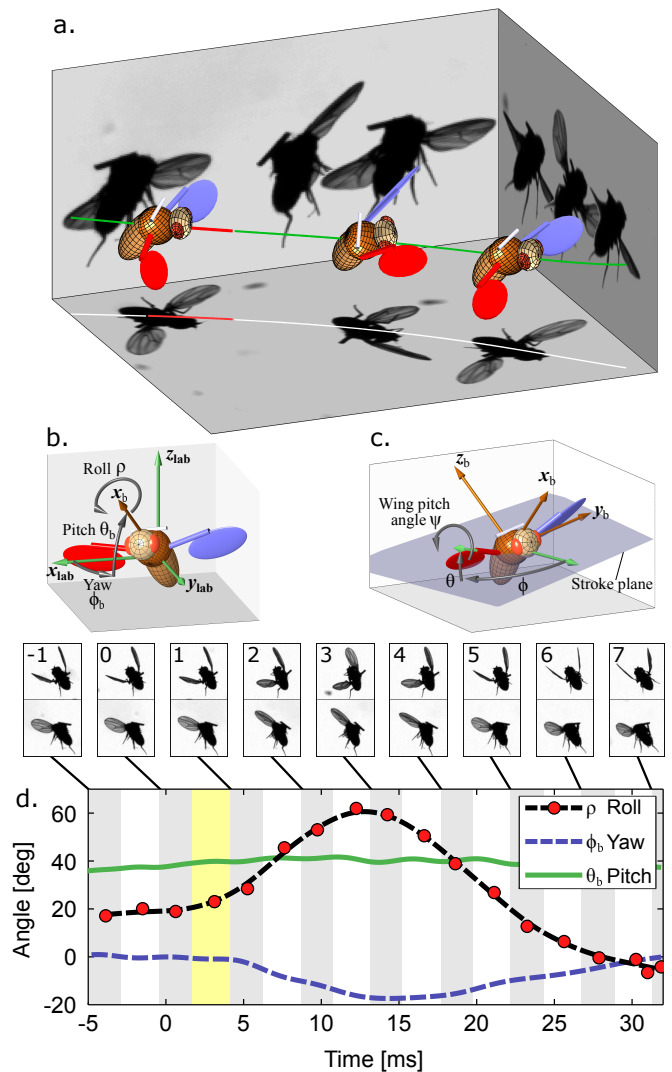 a.
b.
z_lab
Roll ρ
x_b
Pitch θ_b
x_lab
Yaw
ϕ_b
y_lab
c.
z_b
x_b
Wing pitch
angle ψ
y_b
θ
ϕ
Stroke plane
-1 0 1 2 3 4 5 6 7
d.
ρ Roll
ϕ_b Yaw
θ_b Pitch
Angle [deg]
60
40
20
0
-20
-5 0 5 10 15 20 25 30
Time [ms]